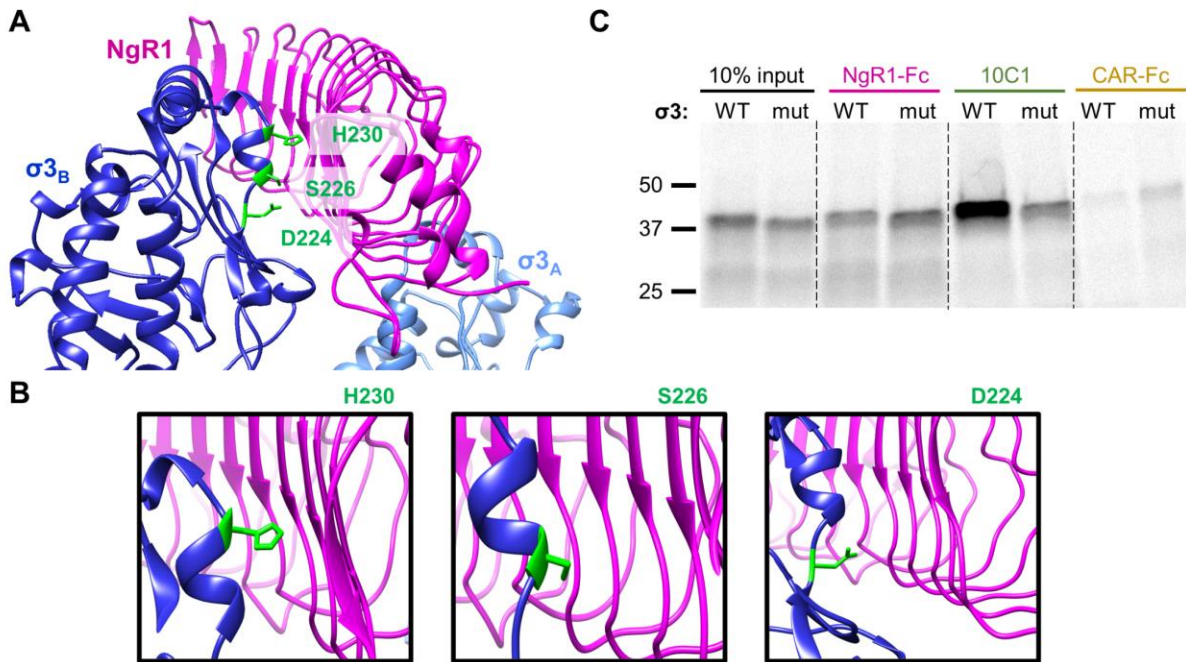 A
NgR1
σ3B
H230
S226
D224
σ3A
C
10% input NgR1-Fc 10C1 CAR-Fc
σ3: WT mut WT mut WT mut WT mut
50
37
25
B
H230 S226 D224